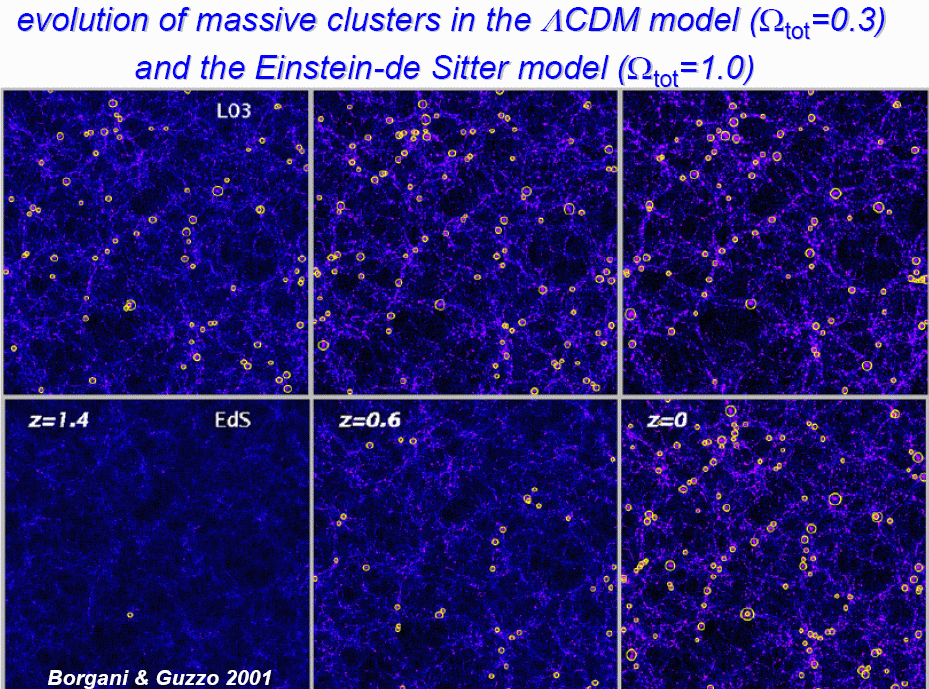 evolution of massive clusters in the ΛCDM model (Ωtot=0.3)
and the Einstein-de Sitter model (Ωtot=1.0)
L03
z=1.4 EdS z=0.6 z=0
Borgani & Guzzo 2001